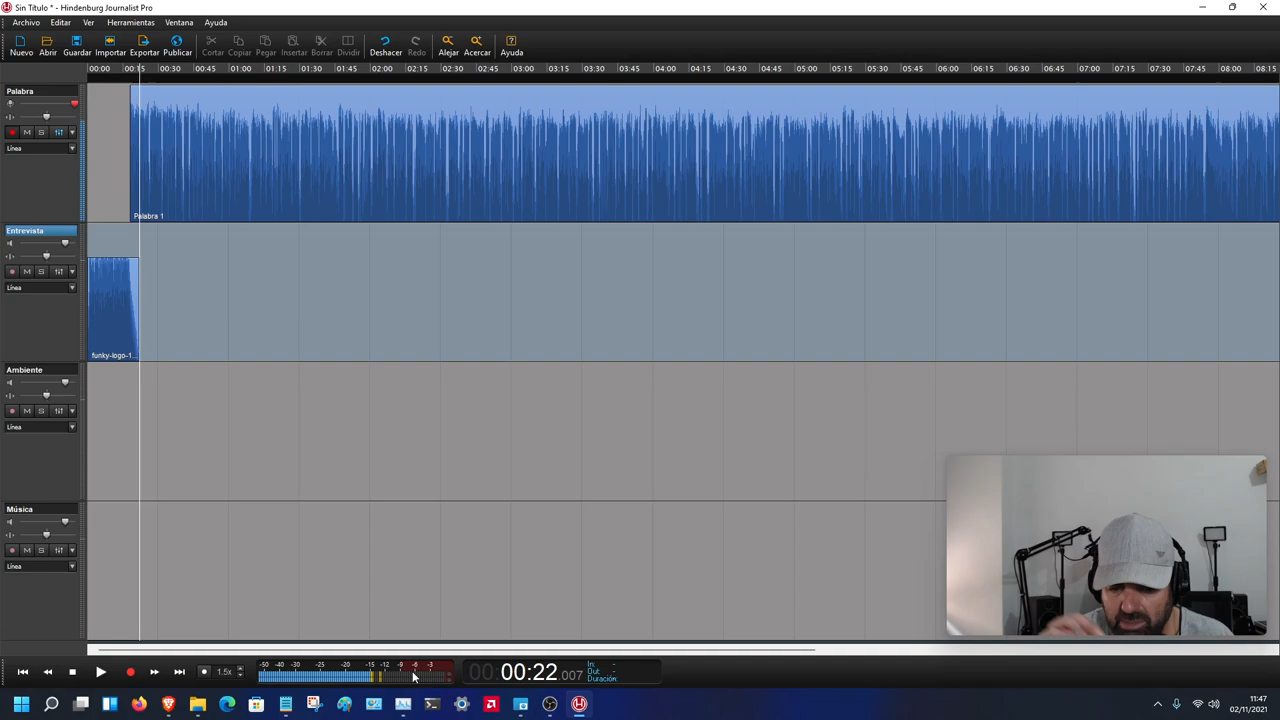 Sin Título * - Hindenburg Journalist Pro
Archivo Editar Ver Herramientas Ventana Ayuda
Nuevo Abrir Guardar Importar Exportar Publicar Cortar Copiar Pegar Insertar Borrar Dividir Deshacer Redo Alejar Acercar Ayuda
00:00 00:15 00:30 00:45 01:00 01:15 01:30 01:45 02:00 02:15 02:30 02:45 03:00 03:15 03:30 03:45 04:00 04:15 04:30 04:45 05:00 05:15 05:30 05:45 06:00 06:15 06:30 06:45 07:00 07:15 07:30 07:45 08:00 08:15
Palabra
M S
Línea
Palabra 1
Entrevista
M S
Línea
funky-logo-1...
Ambiente
M S
Línea
Música
M S
Línea
1.5x
-50 -40 -30 -25 -20 -15 -12 -9 -6 -3
00:00:22.007
In: -
Out: -
Duración: -
11:47
02/11/2021